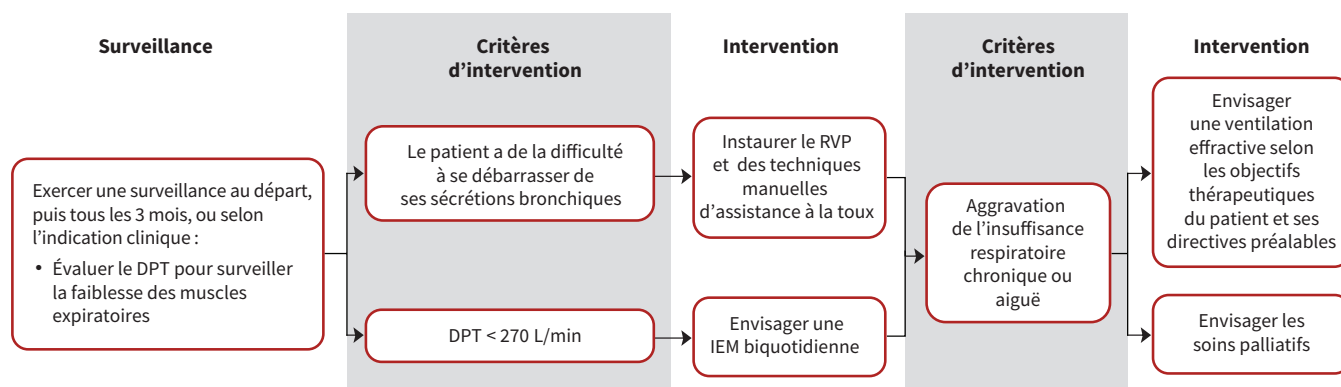 Surveillance
Critères
d’intervention
Intervention
Critères
d’intervention
Intervention
Exercer une surveillance au départ,
puis tous les 3 mois, ou selon
l’indication clinique :
• Évaluer le DPT pour surveiller
la faiblesse des muscles
expiratoires
Le patient a de la difficulté
à se débarrasser de
ses sécrétions bronchiques
DPT < 270 L/min
Instaurer le RVP
et des techniques
manuelles
d’assistance à la toux
Envisager une
IEM biquotidienne
Aggravation
de l’insuffisance
respiratoire
chronique ou
aiguë
Envisager
une ventilation
effractive selon
les objectifs
thérapeutiques
du patient et ses
directives préalables
Envisager les
soins palliatifs